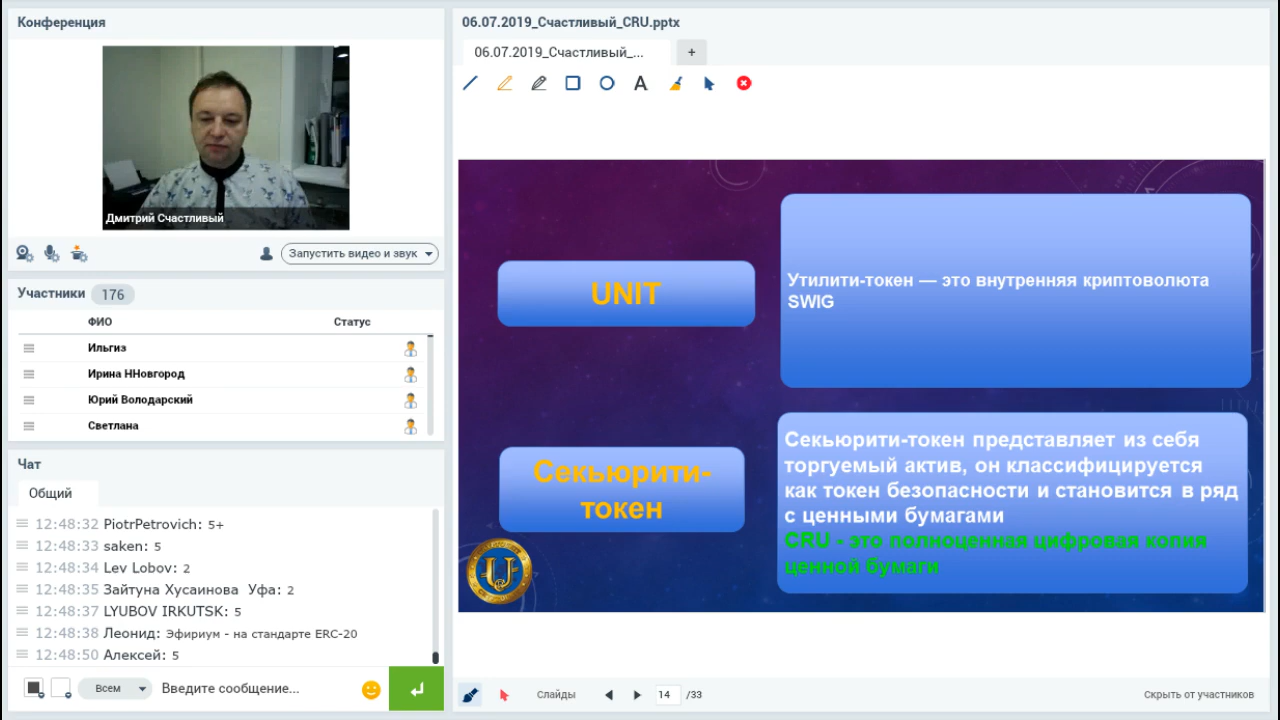 Конференция
Дмитрий Счастливый
Запустить видео и звук
Участники 176
ФИО Статус
Ильгиз
Ирина ННовгород
Юрий Володарский
Светлана
Чат
Общий
12:48:32 PiotrPetrovich: 5+
12:48:33 saken: 5
12:48:34 Lev Lobov: 2
12:48:35 Зайтуна Хусаинова Уфа: 2
12:48:37 LYUBOV IRKUTSK: 5
12:48:38 Леонид: Эфириум - на стандарте ERC-20
12:48:50 Алексей: 5
Всем Введите сообщение...
06.07.2019_Счастливый_CRU.pptx
06.07.2019_Счастливый_... +
A
UNIT
Утилити-токен — это внутренняя криптоволюта
SWIG
Секьюрити-
токен
Секьюрити-токен представляет из себя
торгуемый актив, он классифицируется
как токен безопасности и становится в ряд
с ценными бумагами
CRU - это полноценная цифровая копия
ценной бумаги
Слайды 14 /33
Скрыть от участников